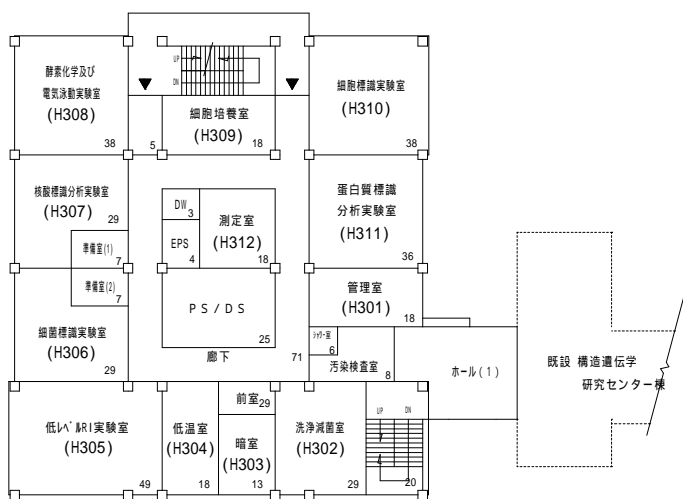 UP
DN
酵素化学及び
電気泳動実験室
(H308)
38
5
細胞培養室
(H309)
18
細胞標識実験室
(H310)
38
核酸標識分析実験室
(H307)
29
準備室(1)
7
準備室(2)
7
細菌標識実験室
(H306)
29
DW
3
EPS
4
測定室
(H312)
18
PS/DS
25
廊下
71
蛋白質標識
分析実験室
(H311)
36
管理室
(H301)
18
シャワー室
6
汚染検査室
8
ホール(1)
既設 構造遺伝学
研究センター棟
低レベルRI実験室
(H305)
49
低温室
(H304)
18
前室
29
暗室
(H303)
13
洗浄滅菌室
(H302)
29
UP
DN
20